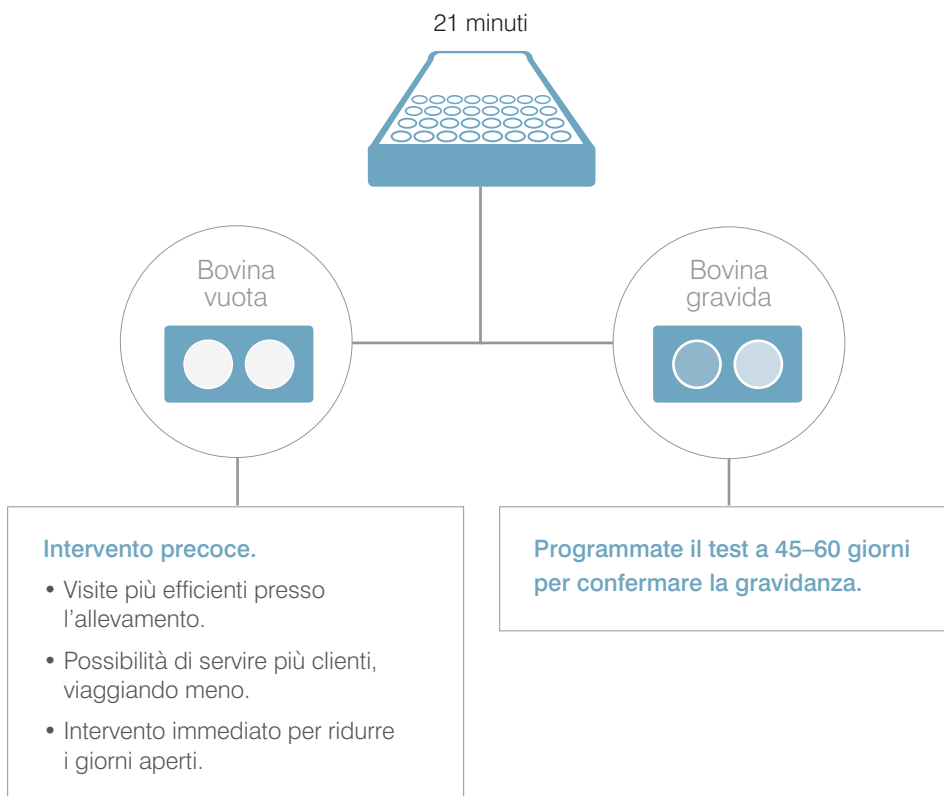 21 minuti
Bovina
vuota
Bovina
gravida
Intervento precoce.
• Visite più efficienti presso
l’allevamento.
• Possibilità di servire più clienti,
viaggiando meno.
• Intervento immediato per ridurre
i giorni aperti.
Programmate il test a 45–60 giorni
per confermare la gravidanza.